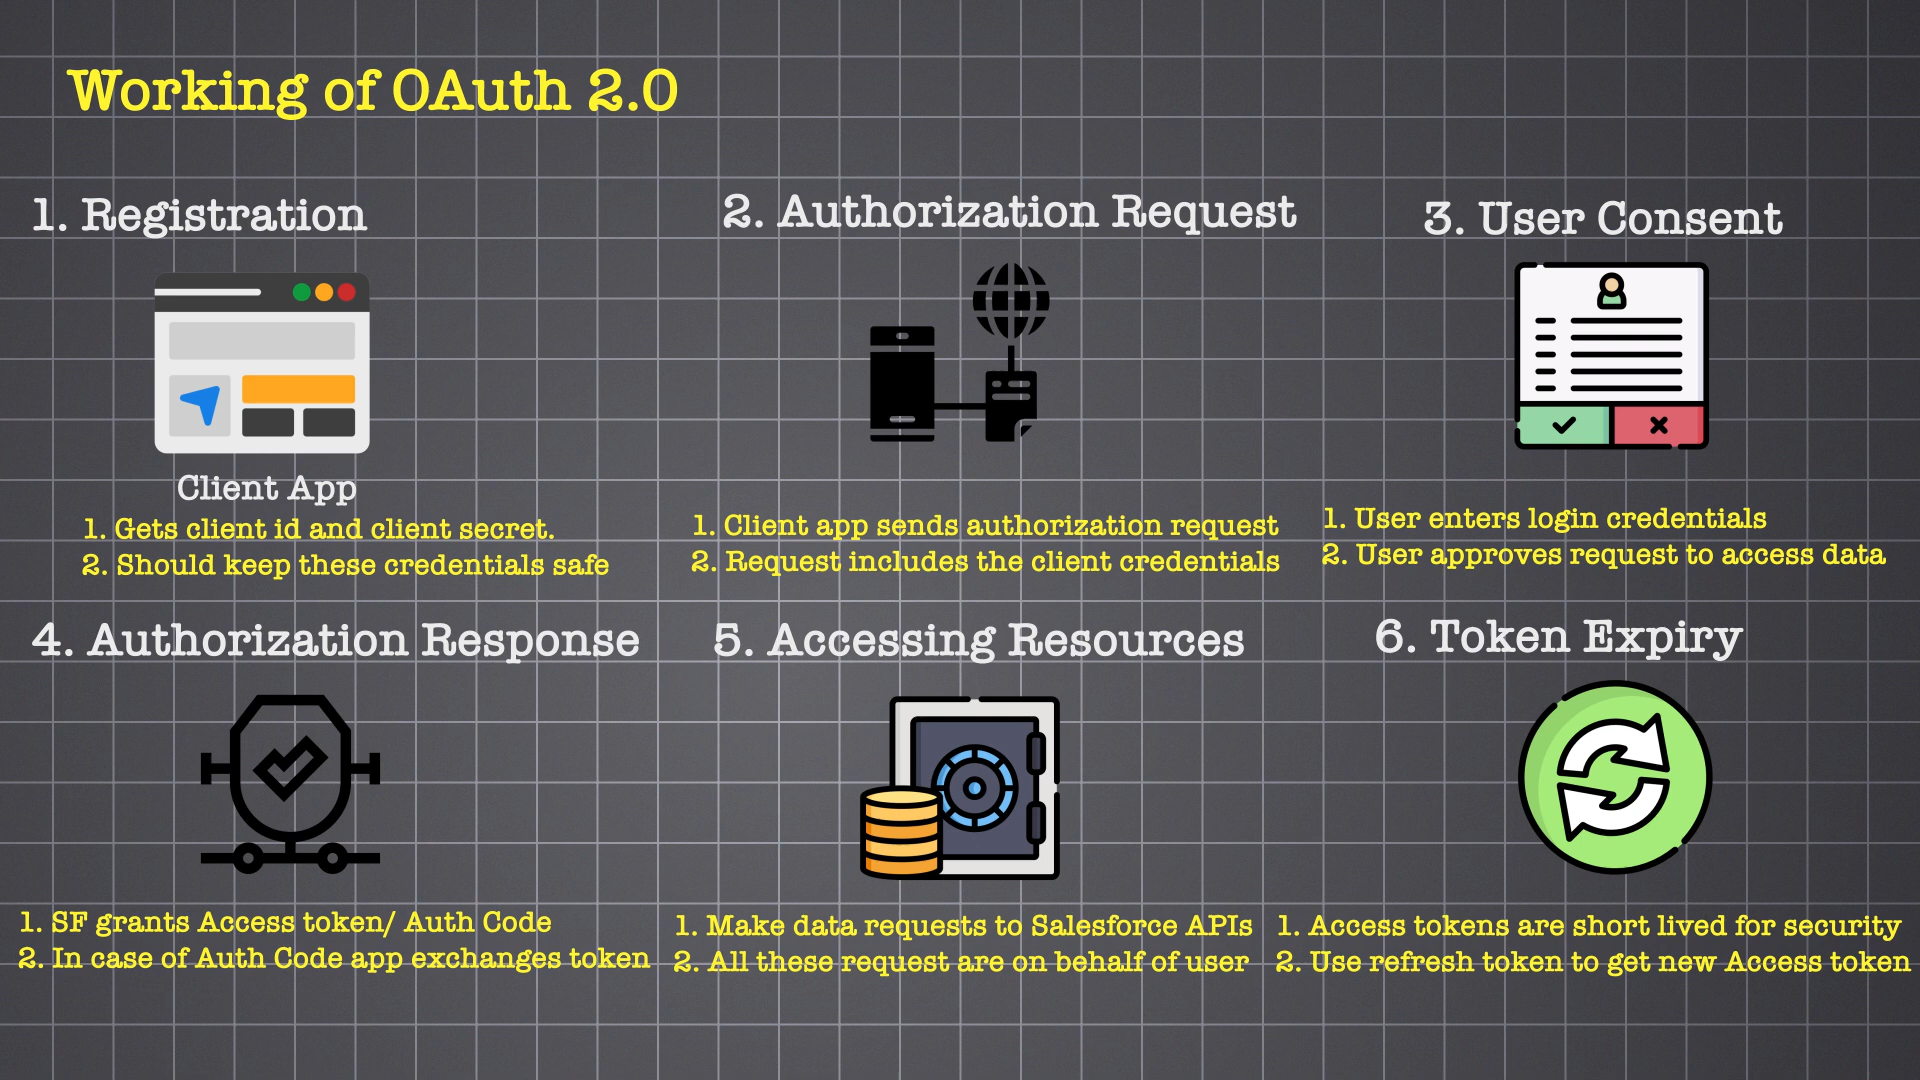 Working of OAuth 2.0
1. Registration
Client App
1. Gets client id and client secret.
2. Should keep these credentials safe
2. Authorization Request
1. Client app sends authorization request
2. Request includes the client credentials
3. User Consent
1. User enters login credentials
2. User approves request to access data
4. Authorization Response
1. SF grants Access token/ Auth Code
2. In case of Auth Code app exchanges token
5. Accessing Resources
1. Make data requests to Salesforce APIs
2. All these request are on behalf of user
6. Token Expiry
1. Access tokens are short lived for security
2. Use refresh token to get new Access token